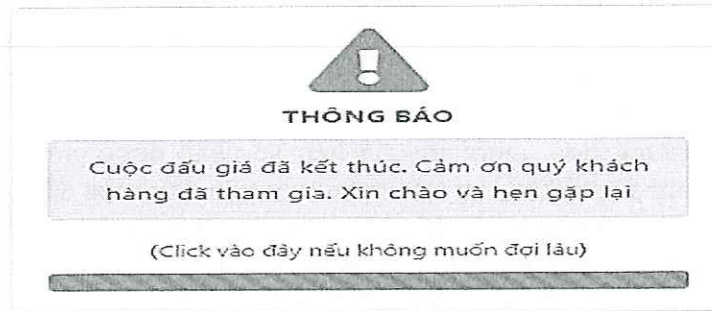 THÔNG BÁO
Cuộc đấu giá đã kết thúc. Cảm ơn quý khách
hàng đã tham gia. Xin chào và hẹn gặp lại
(Click vào đây nếu không muốn đợi lâu)